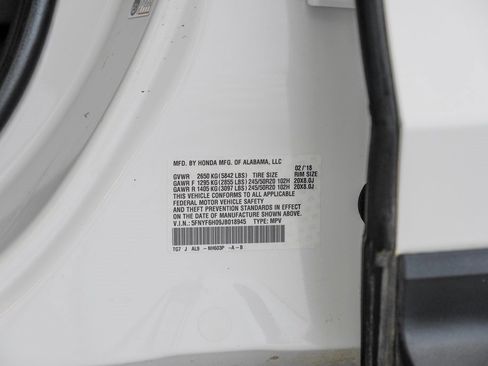 MFD. BY HONDA MFG. OF ALABAMA, LLC 02/'18
GVWR 2650 KG(5842 LBS) TIRE SIZE RIM SIZE
GAWR F 1295 KG(2855 LBS)245/50R20 102H 20X8.0J
GAWR R 1405 KG(3097 LBS)245/50R20 102H 20X8.0J
THIS VEHICLE CONFORMS TO ALL APPLICABLE
FEDERAL MOTOR VEHICLE SAFETY
AND THEFT PREVENTION STANDARDS IN EFFECT ON
THE DATE OF MANUFACTURE SHOWN ABOVE.
V.I.N.: 5FNYF6H09JB018945 TYPE: MPV
TG7 J AL9 -NH603P -A-B